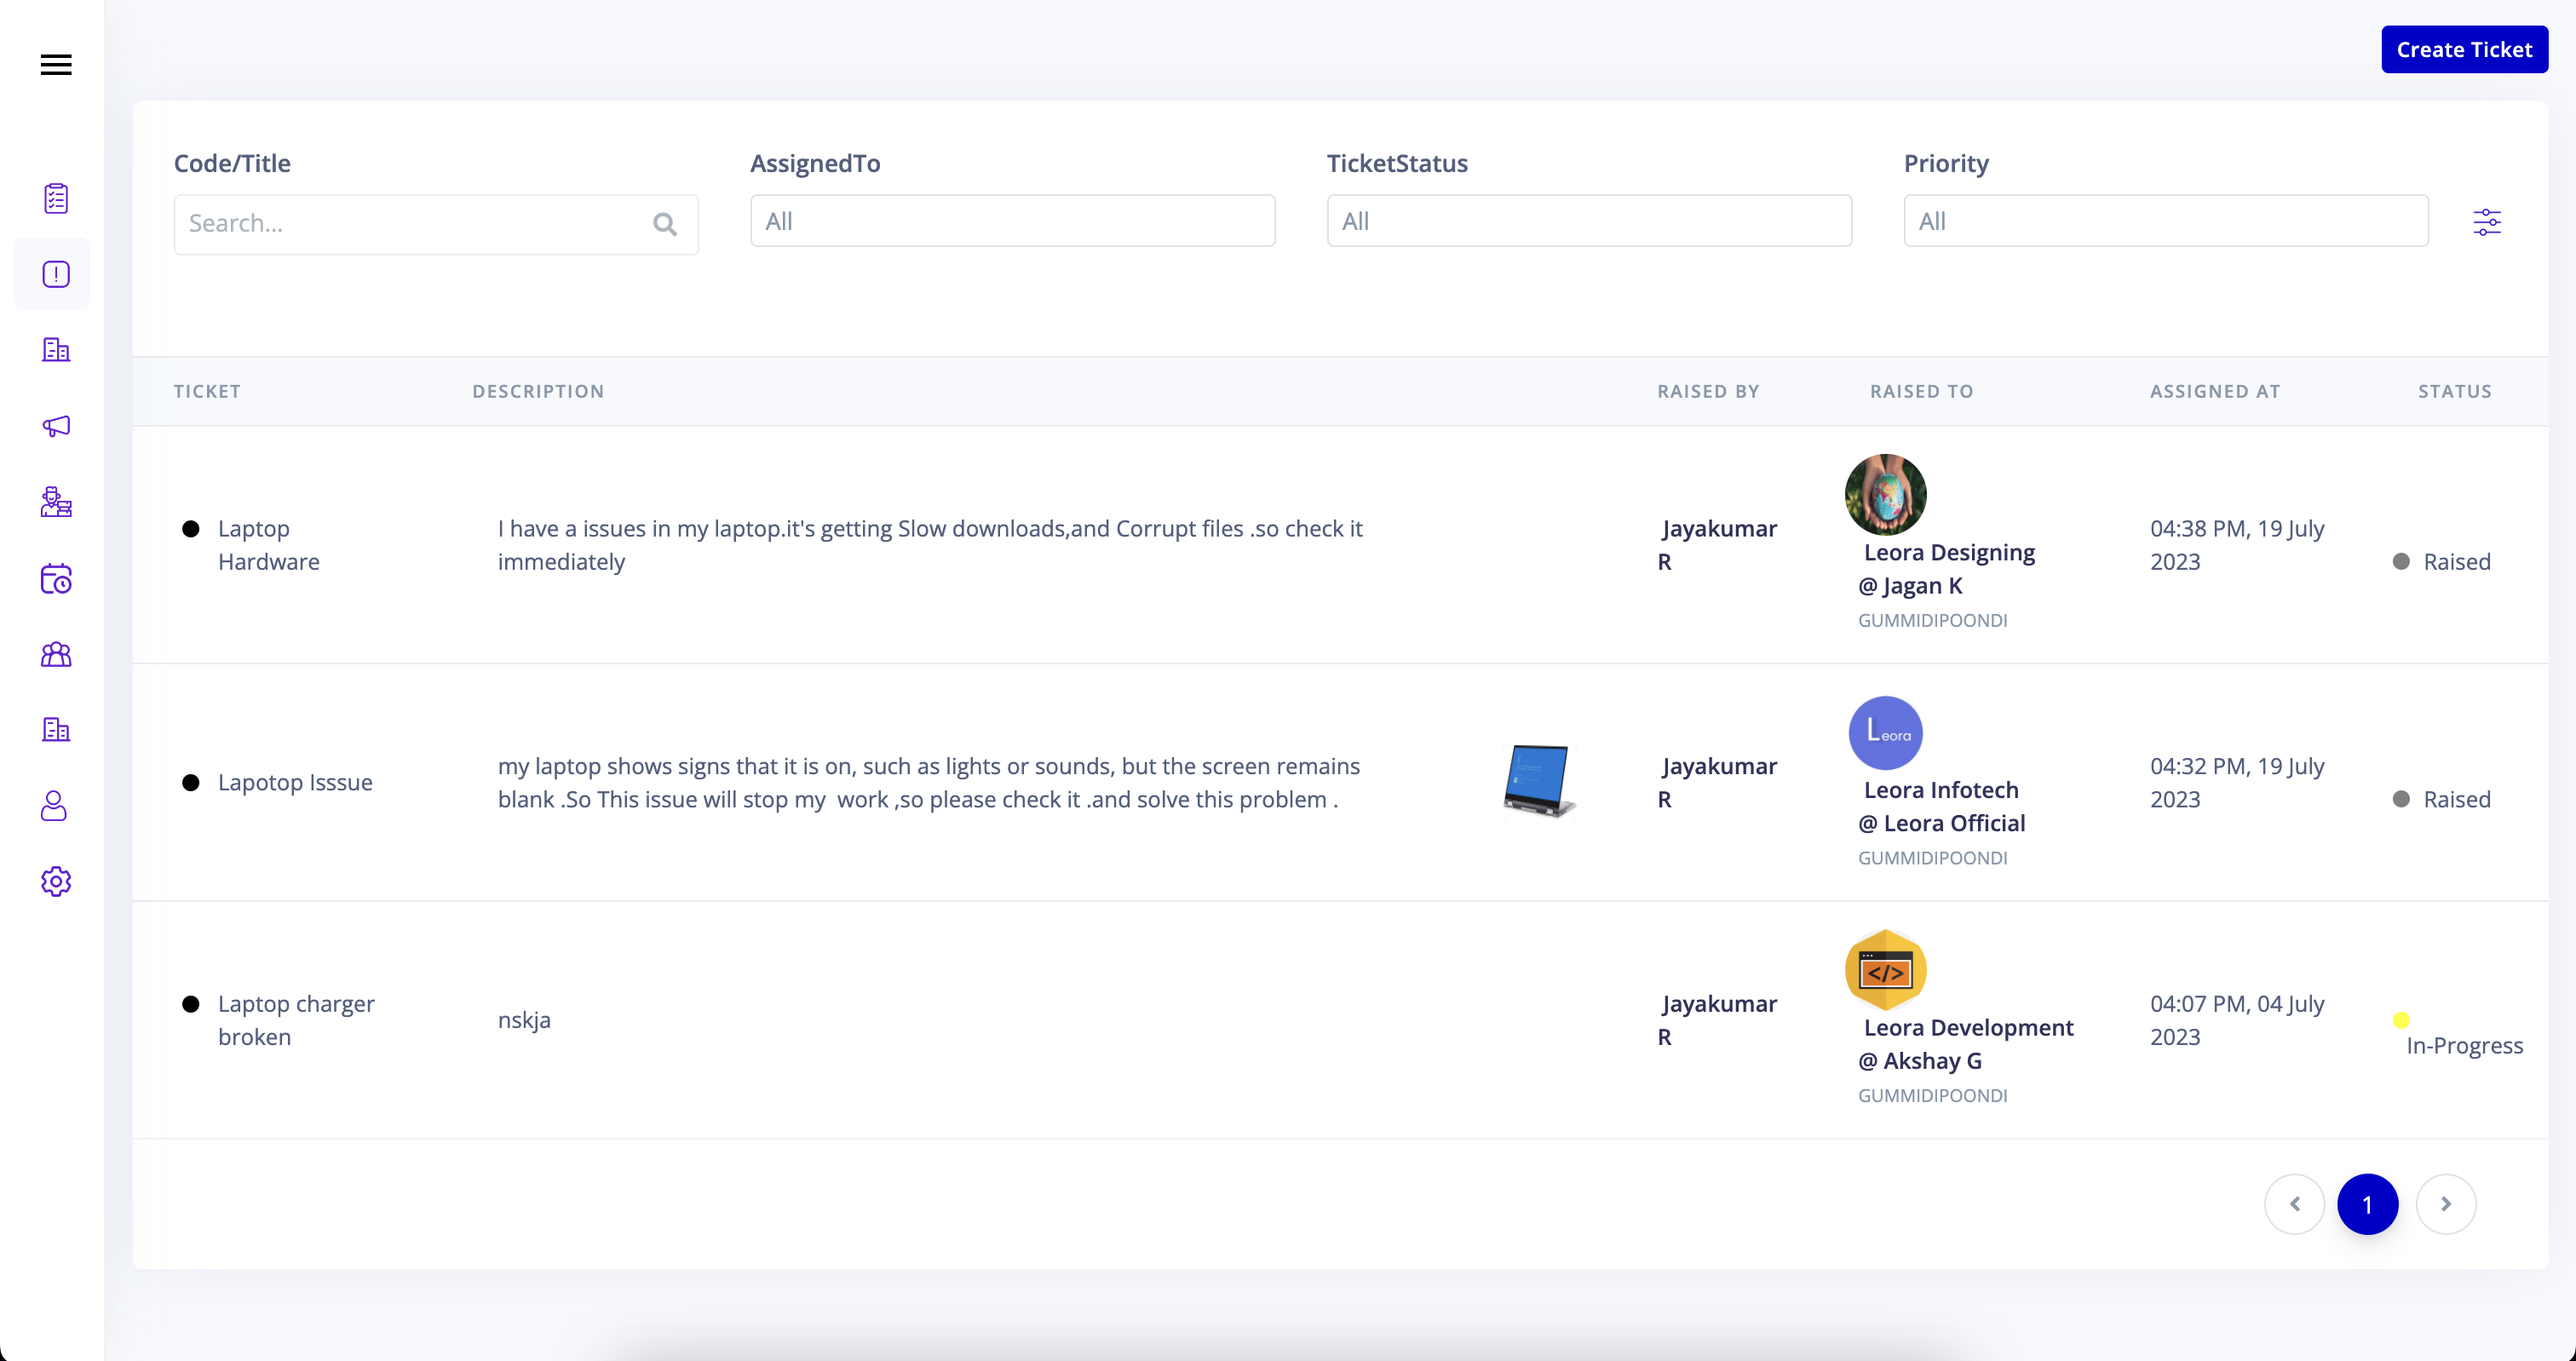 Create Ticket
Code/Title
AssignedTo
TicketStatus
Priority
Search...
All
All
All
TICKET
DESCRIPTION
RAISED BY
RAISED TO
ASSIGNED AT
STATUS
Laptop
Hardware
I have a issues in my laptop.it's getting Slow downloads,and Corrupt files .so check it
immediately
Jayakumar
R
Leora Designing
@ Jagan K
GUMMIDIPOONDI
04:38 PM, 19 July
2023
Raised
Lapotop Isssue
my laptop shows signs that it is on, such as lights or sounds, but the screen remains
blank .So This issue will stop my  work ,so please check it .and solve this problem .
Jayakumar
R
Leora
Leora Infotech
@ Leora Official
GUMMIDIPOONDI
04:32 PM, 19 July
2023
Raised
Laptop charger
broken
nskja
Jayakumar
R
</>
Leora Development
@ Akshay G
GUMMIDIPOONDI
04:07 PM, 04 July
2023
In-Progress
1